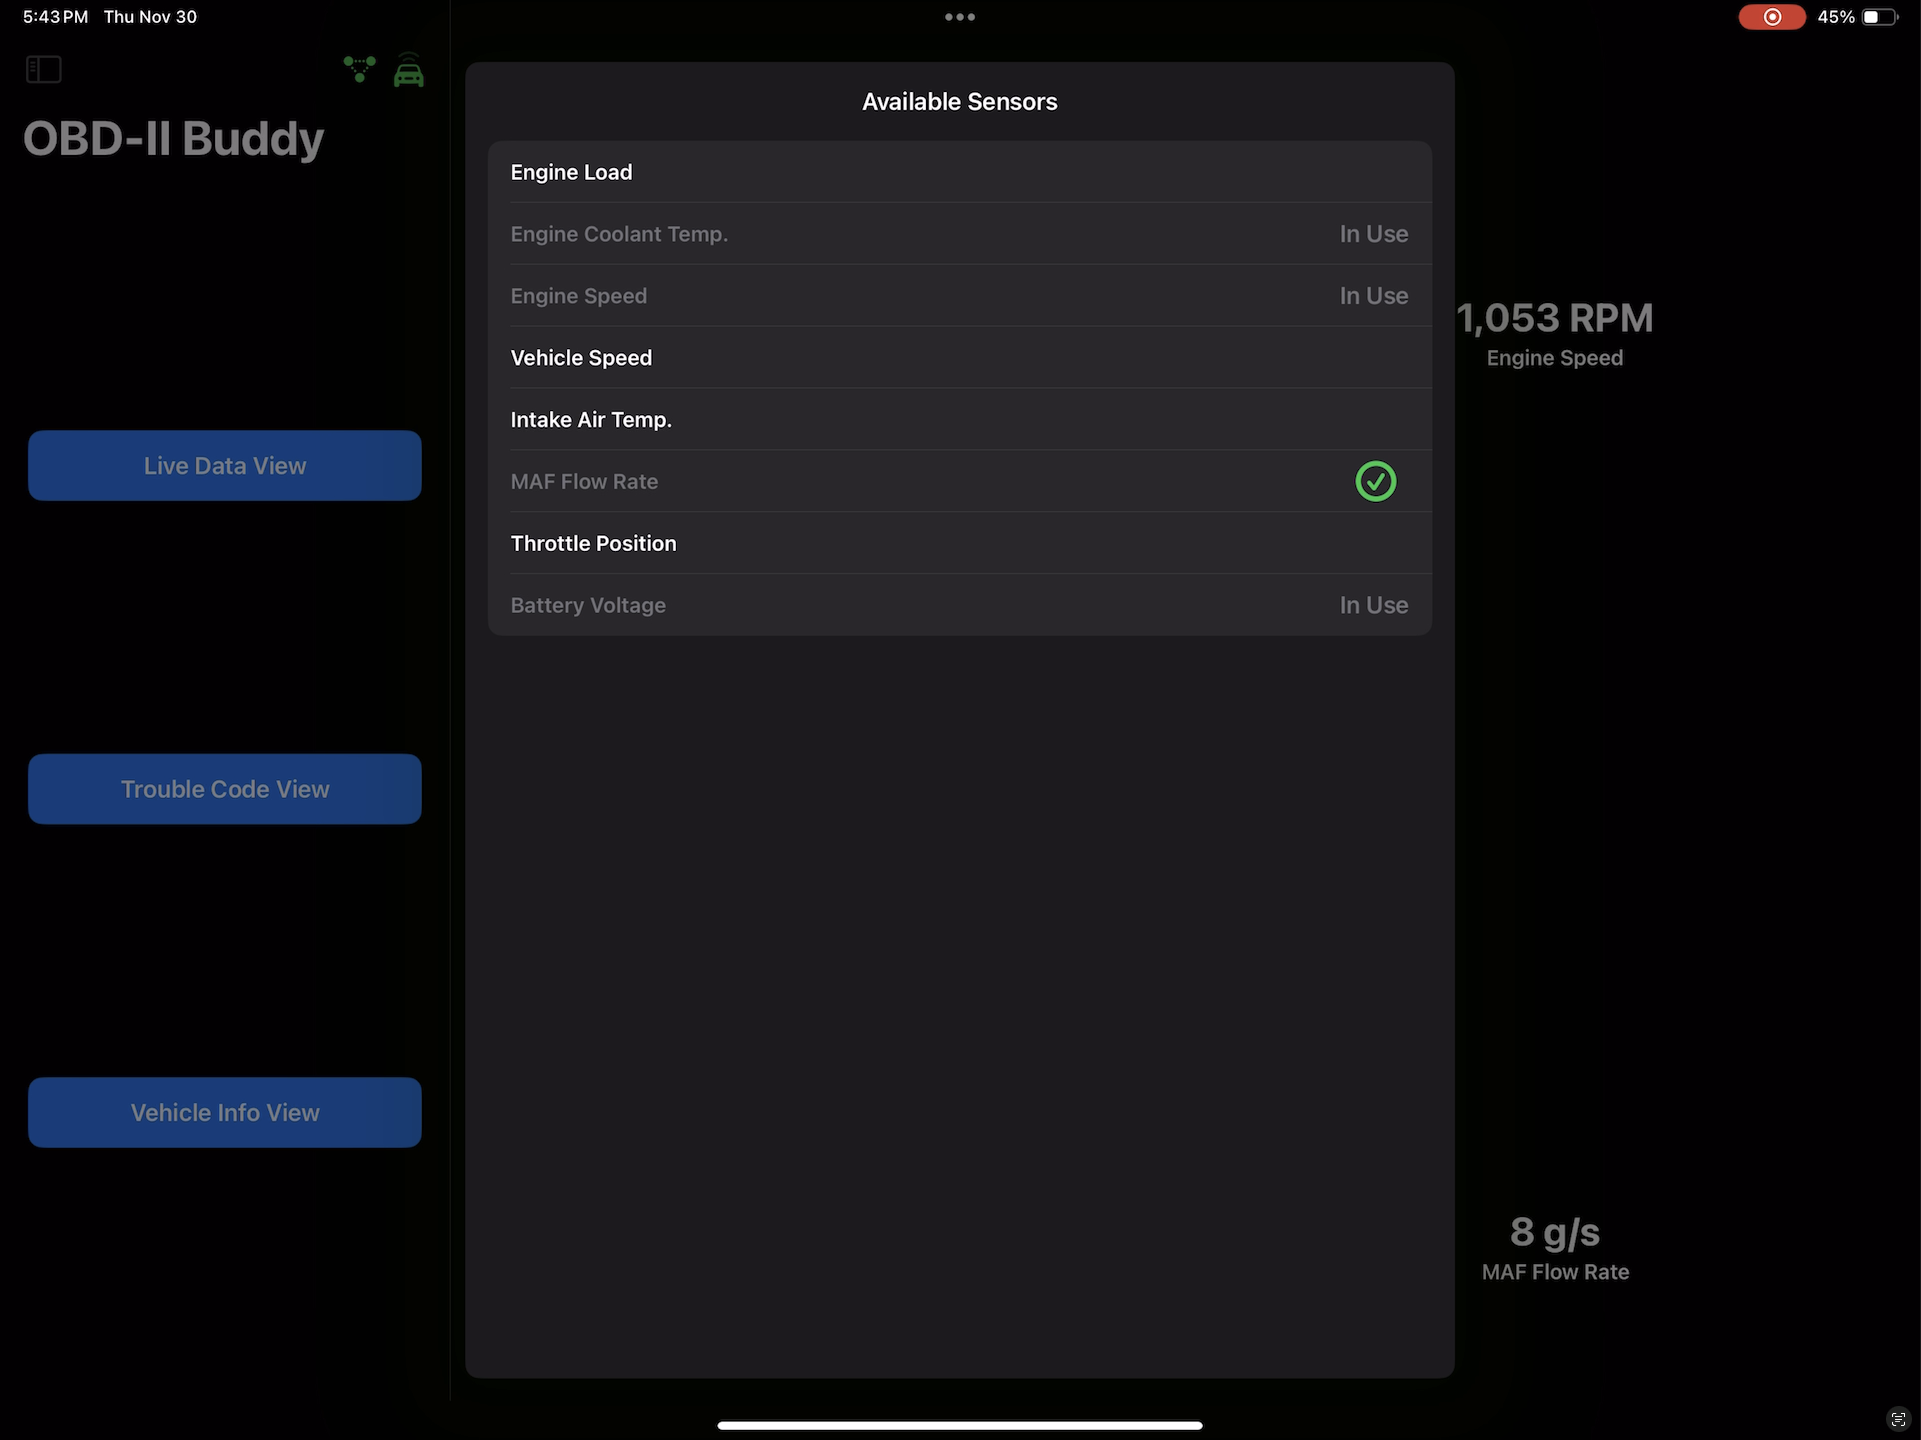 5:43 PM Thu Nov 30
45%
OBD-II Buddy
Live Data View
Trouble Code View
Vehicle Info View
Available Sensors
Engine Load
Engine Coolant Temp. In Use
Engine Speed In Use
Vehicle Speed
Intake Air Temp.
MAF Flow Rate
Throttle Position
Battery Voltage In Use
1,053 RPM
Engine Speed
8 g/s
MAF Flow Rate